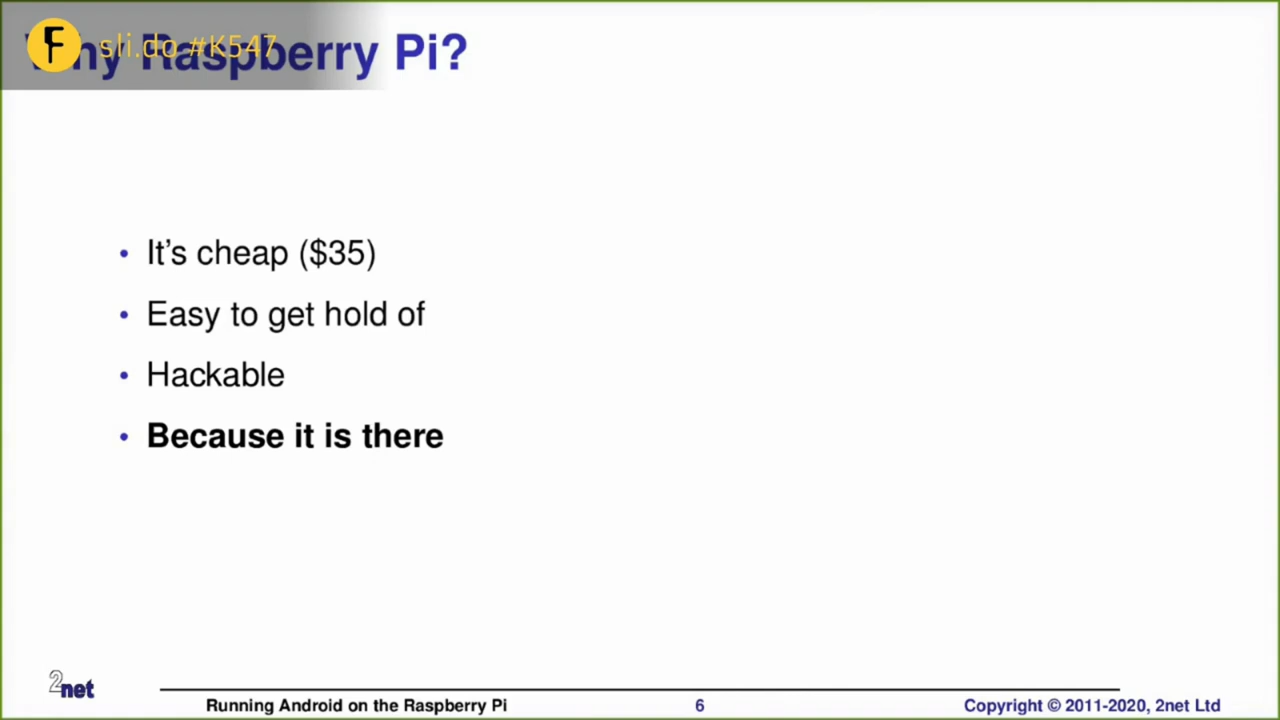 Why Raspberry Pi?
F sli.do #K547
• It's cheap ($35)
• Easy to get hold of
• Hackable
• Because it is there
2net
Running Android on the Raspberry Pi
6
Copyright © 2011-2020, 2net Ltd